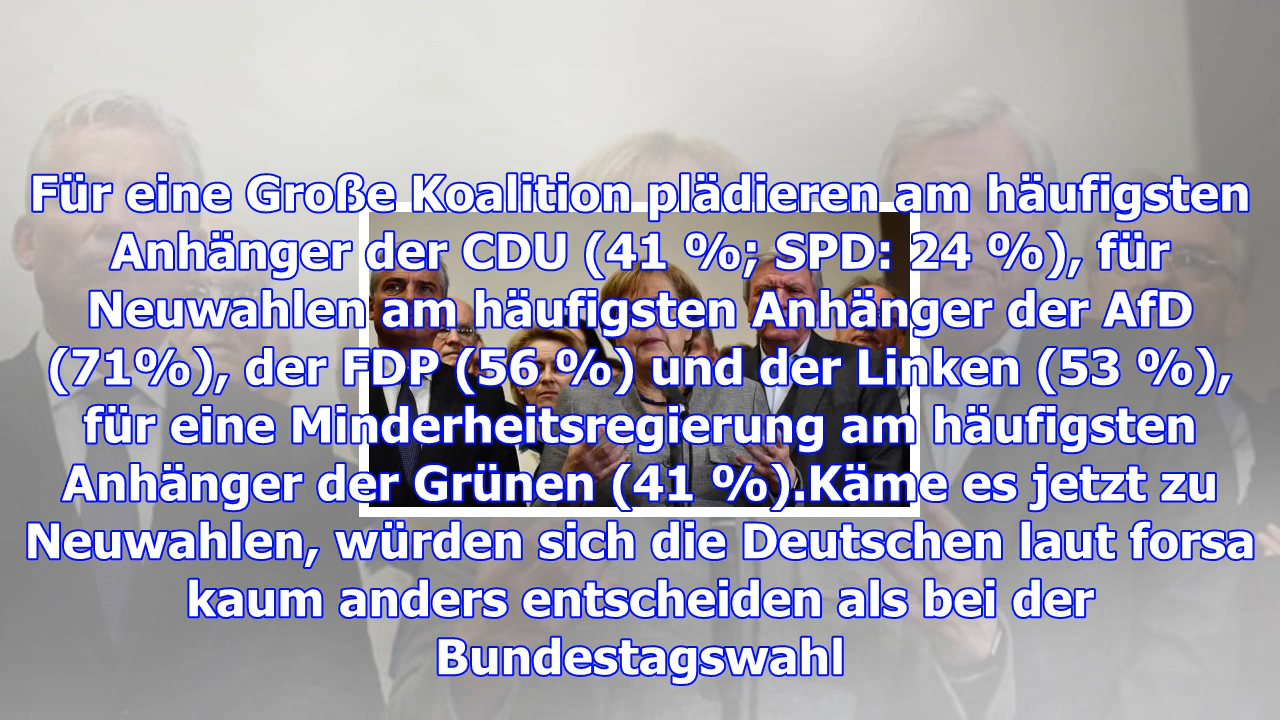 Für eine Große Koalition plädieren am häufigsten
Anhänger der CDU (41 %; SPD: 24 %), für
Neuwahlen am häufigsten Anhänger der AfD
(71%), der FDP (56 %) und der Linken (53 %),
für eine Minderheitsregierung am häufigsten
Anhänger der Grünen (41 %).Käme es jetzt zu
Neuwahlen, würden sich die Deutschen laut forsa
kaum anders entscheiden als bei der
Bundestagswahl